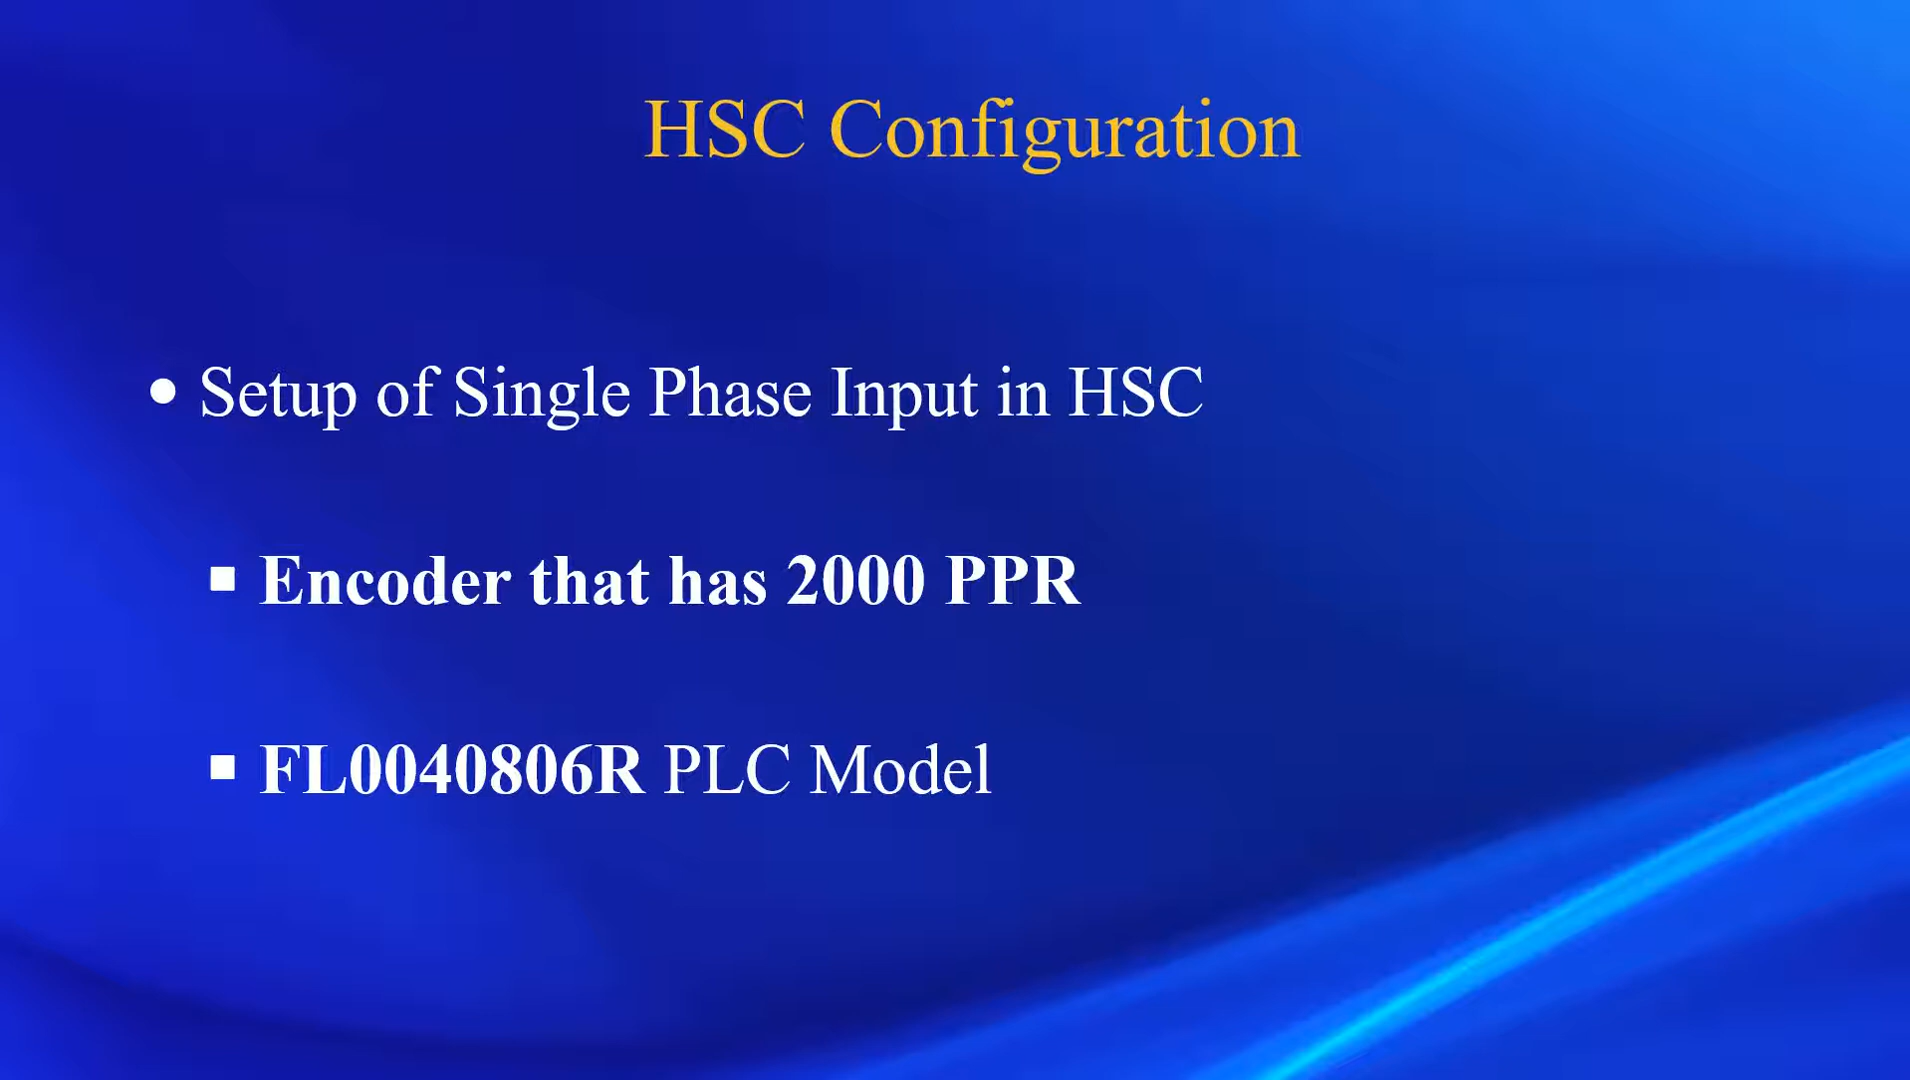 HSC Configuration
• Setup of Single Phase Input in HSC
▪ Encoder that has 2000 PPR
▪ FL0040806R PLC Model